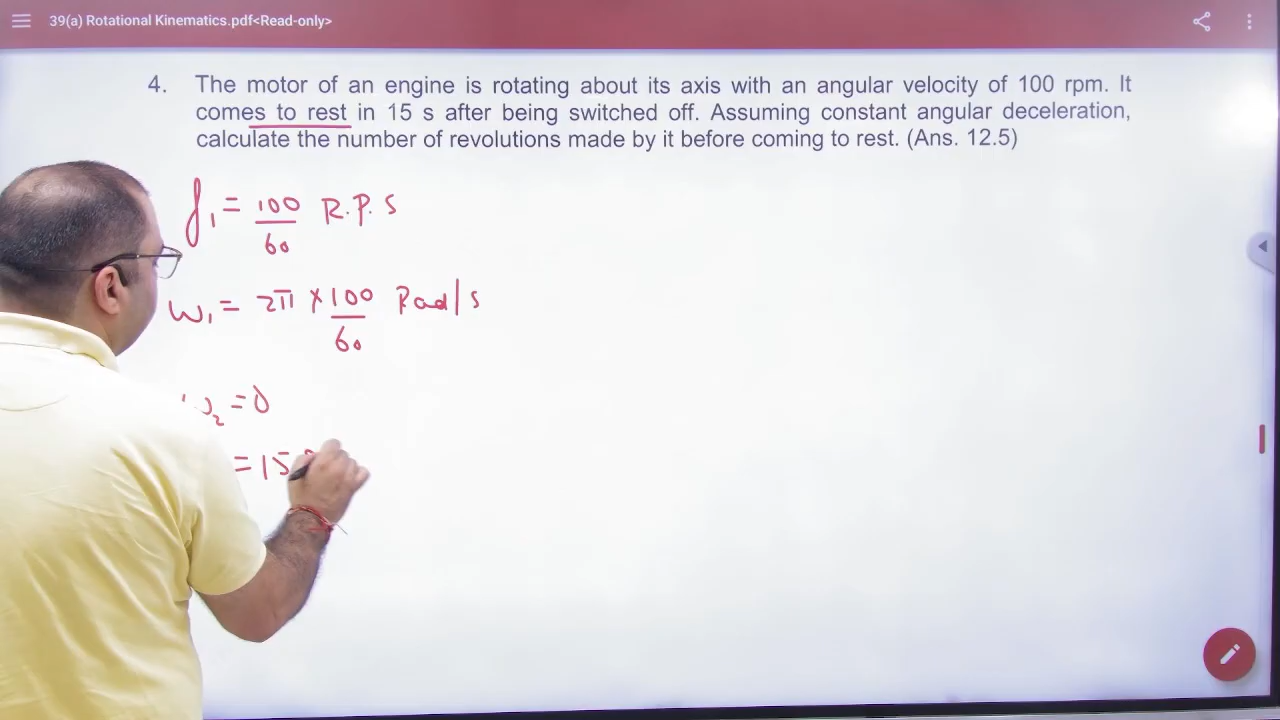 39(a) Rotational Kinematics.pdf<Read-only>
4. The motor of an engine is rotating about its axis with an angular velocity of 100 rpm. It
comes to rest in 15 s after being switched off. Assuming constant angular deceleration,
calculate the number of revolutions made by it before coming to rest. (Ans. 12.5)
f₁ = 100/60 R.P.S
ω₁ = 2π × 100/60 Rad/s
ω₂ = 0
= 15